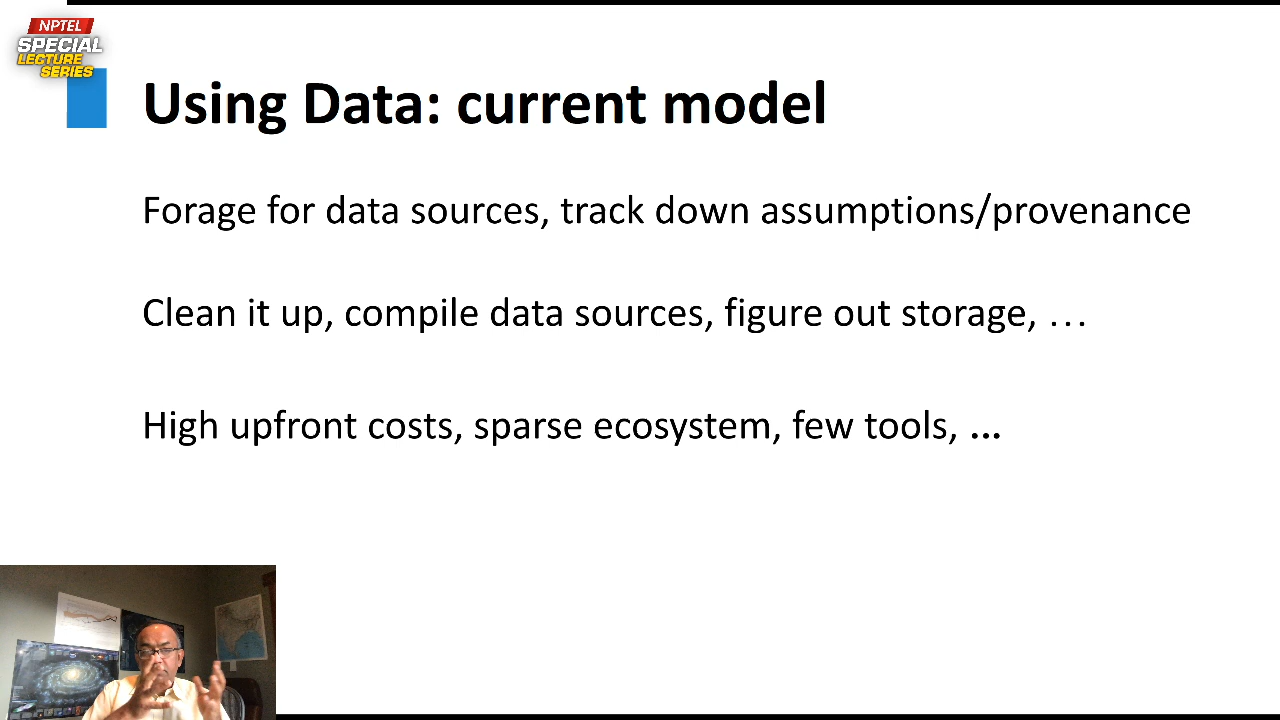 NPTEL
SPECIAL
LECTURE
SERIES
Using Data: current model
Forage for data sources, track down assumptions/provenance
Clean it up, compile data sources, figure out storage, …
High upfront costs, sparse ecosystem, few tools, ...